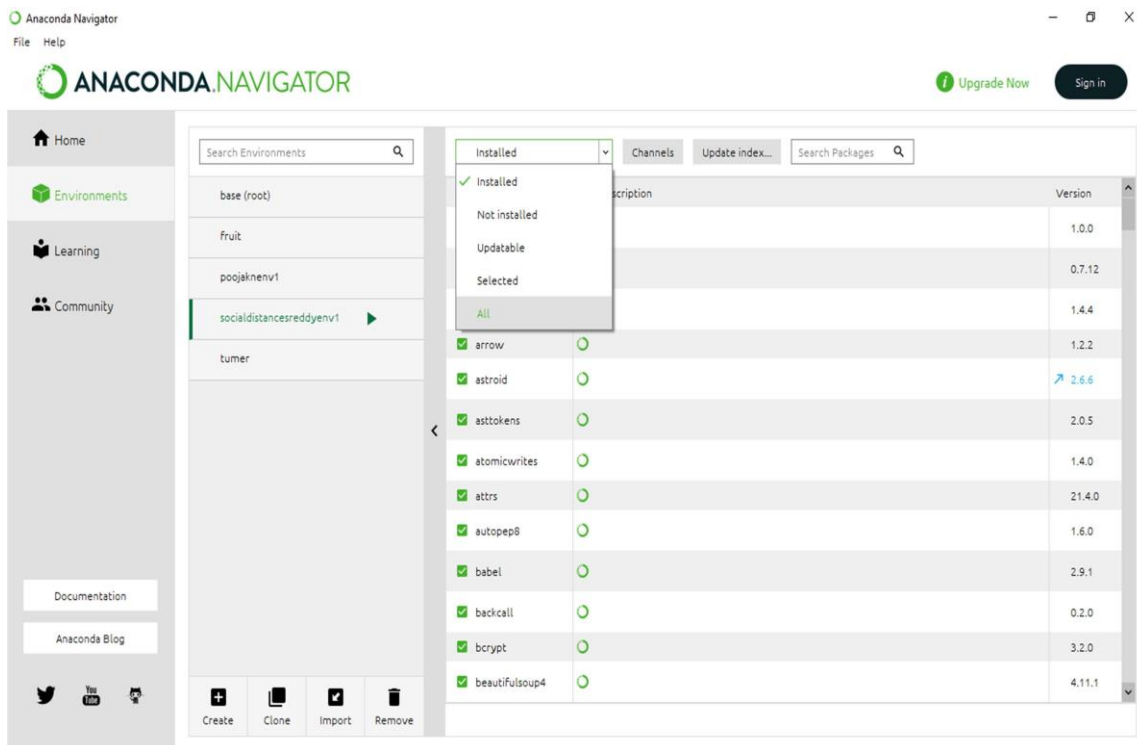 Anaconda Navigator
File Help
ANACONDA.NAVIGATOR
Upgrade Now
Sign in
Home
Environments
Learning
Community
Documentation
Anaconda Blog
You
Tube
Search Environments
base (root)
fruit
poojaknenv1
socialdistancesreddyenv1
tumer
Create Clone Import Remove
Installed Channels Update index... Search Packages
Installed
Not installed
Updatable
Selected
All
scription Version
1.0.0
0.7.12
1.4.4
arrow 1.2.2
astroid 2.6.6
asttokens 2.0.5
atomicwrites 1.4.0
attrs 21.4.0
autopep8 1.6.0
babel 2.9.1
backcall 0.2.0
bcrypt 3.2.0
beautifulsoup4 4.11.1